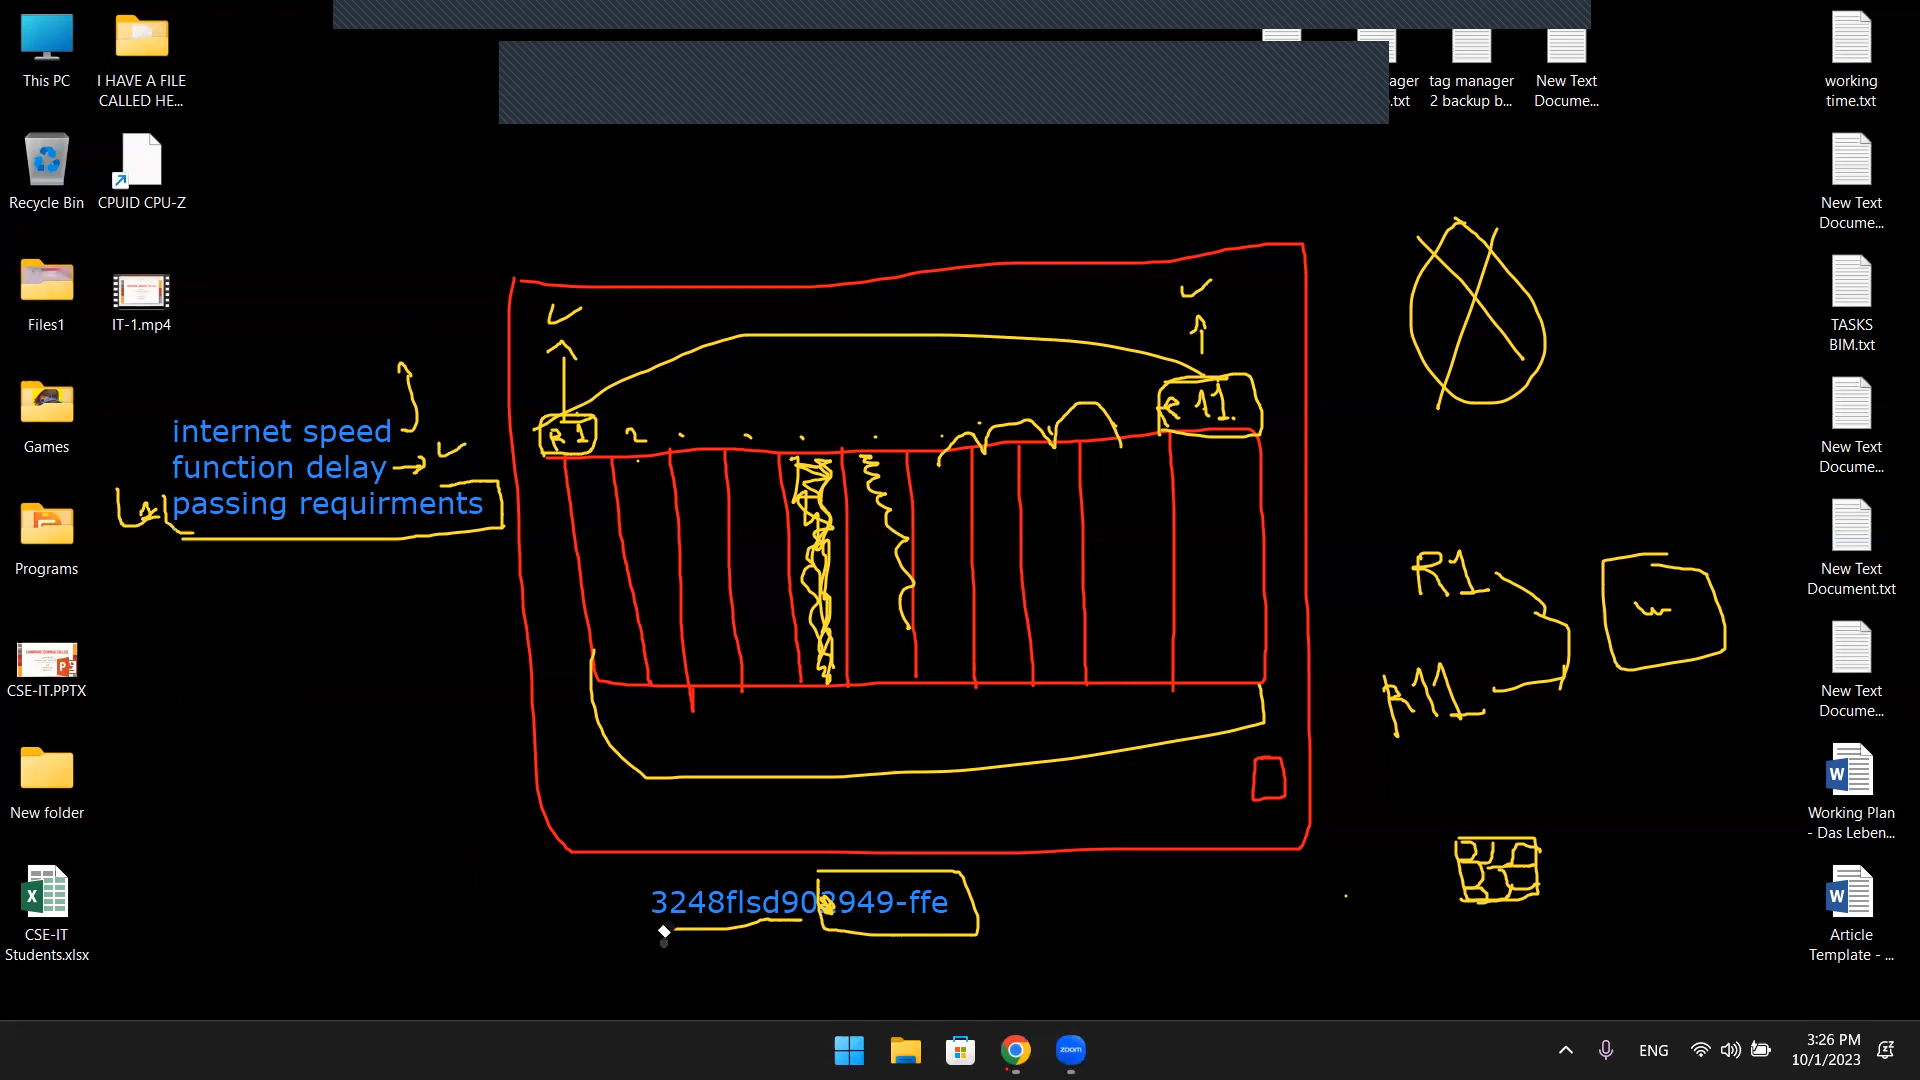 This PC
I HAVE A FILE
CALLED HE...
ager
.txt
tag manager
2 backup b...
New Text
Docume...
working
time.txt
Recycle Bin
CPUID CPU-Z
New Text
Docume...
Files1
IT-1.mp4
TASKS
BIM.txt
Games
New Text
Docume...
internet speed
function delay
passing requirments
R 1
2
R 11.
Programs
New Text
Document.txt
R1
R11
CSE-IT.PPTX
New Text
Docume...
New folder
Working Plan
- Das Leben...
3248flsd902949-ffe
CSE-IT
Students.xlsx
Article
Template - ...
zoom
ENG
3:26 PM
10/1/2023